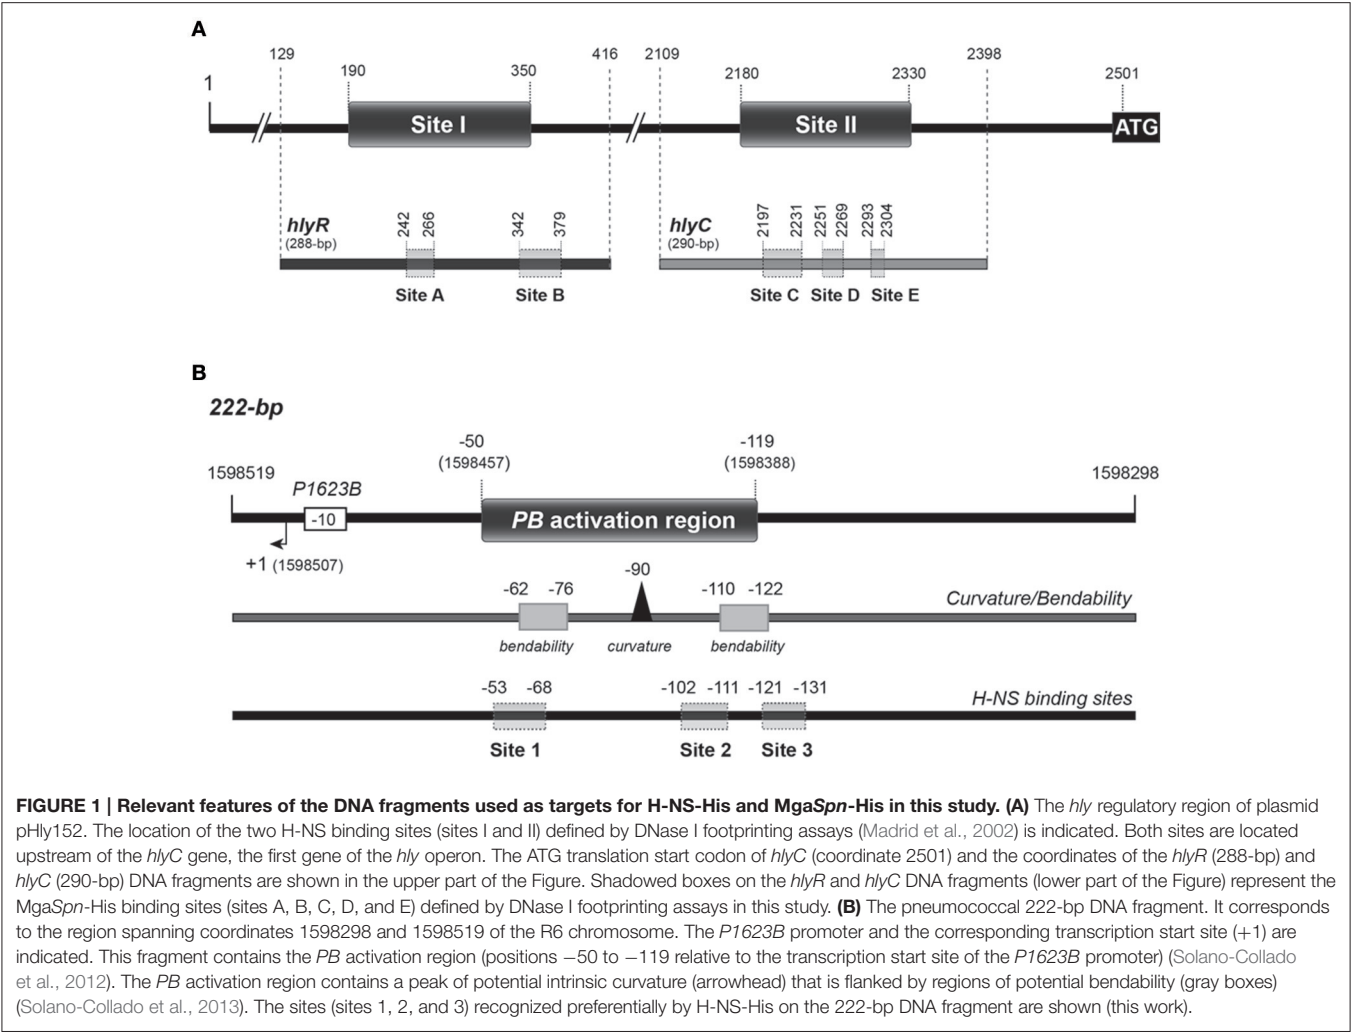 A
129
416
2109
2398
190
350
2180
2330
2501
1
Site I
Site II
ATG
hlyR
(288-bp)
242
266
342
379
hlyC
(290-bp)
2197
2231
2251
2269
2293
2304
Site A
Site B
Site C
Site D
Site E
B
222-bp
-50
(1598457)
-119
(1598388)
1598519
1598298
P1623B
-10
PB activation region
+1 (1598507)
-90
-62
-76
-110
-122
Curvature/Bendability
bendability
curvature
bendability
-53
-68
-102
-111
-121
-131
H-NS binding sites
Site 1
Site 2
Site 3
FIGURE 1 | Relevant features of the DNA fragments used as targets for H-NS-His and MgaSpn-His in this study. (A) The hly regulatory region of plasmid
pHly152. The location of the two H-NS binding sites (sites I and II) defined by DNase I footprinting assays (Madrid et al., 2002) is indicated. Both sites are located
upstream of the hlyC gene, the first gene of the hly operon. The ATG translation start codon of hlyC (coordinate 2501) and the coordinates of the hlyR (288-bp) and
hlyC (290-bp) DNA fragments are shown in the upper part of the Figure. Shadowed boxes on the hlyR and hlyC DNA fragments (lower part of the Figure) represent the
MgaSpn-His binding sites (sites A, B, C, D, and E) defined by DNase I footprinting assays in this study. (B) The pneumococcal 222-bp DNA fragment. It corresponds
to the region spanning coordinates 1598298 and 1598519 of the R6 chromosome. The P1623B promoter and the corresponding transcription start site (+1) are
indicated. This fragment contains the PB activation region (positions −50 to −119 relative to the transcription start site of the P1623B promoter) (Solano-Collado
et al., 2012). The PB activation region contains a peak of potential intrinsic curvature (arrowhead) that is flanked by regions of potential bendability (gray boxes)
(Solano-Collado et al., 2013). The sites (sites 1, 2, and 3) recognized preferentially by H-NS-His on the 222-bp DNA fragment are shown (this work).